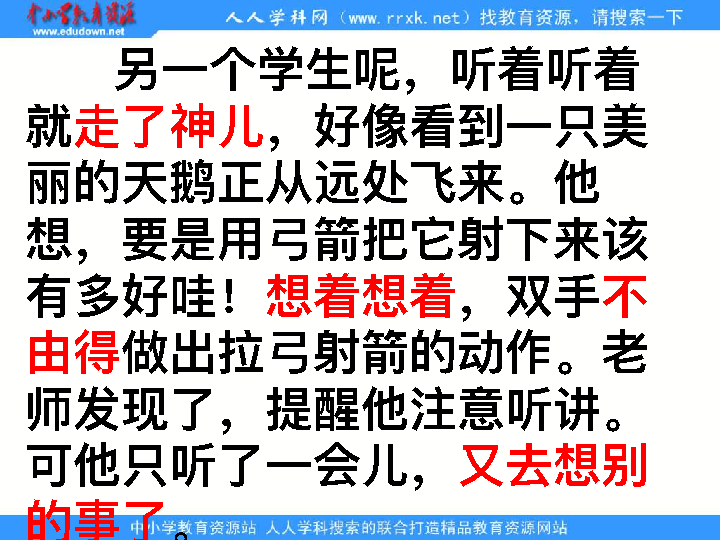 中小学教育资源
www.edudown.net
人人学科网（www.rrxk.net）找教育资源，请搜索一下
另一个学生呢，听着听着
就走了神儿，好像看到一只美
丽的天鹅正从远处飞来。他
想，要是用弓箭把它射下来该
有多好哇！想着想着，双手不
由得做出拉弓射箭的动作。老
师发现了，提醒他注意听讲。
可他只听了一会儿，又去想别
的事了。
中小学教育资源站 人人学科搜索的联合打造精品教育资源网站